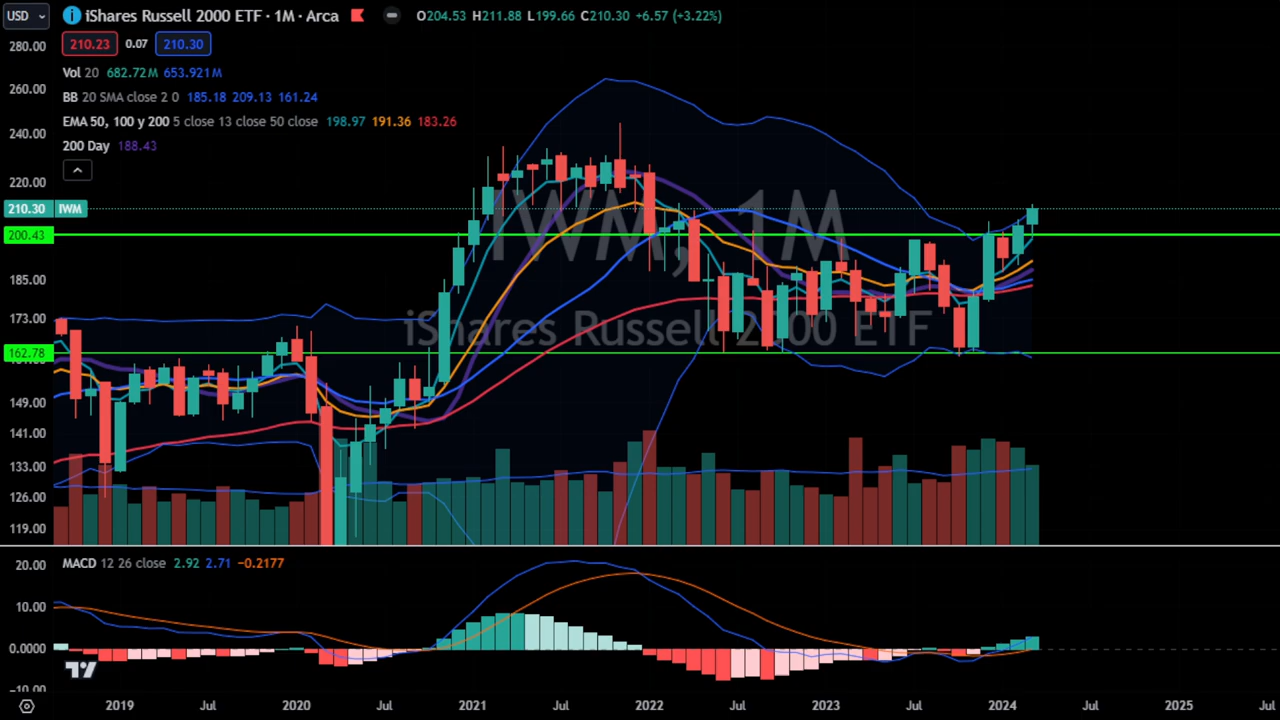 USD
iShares Russell 2000 ETF · 1M · Arca
O204.53 H211.88 L199.66 C210.30 +6.57 (+3.22%)
210.23 0.07 210.30
Vol 20 682.72M 653.921M
BB 20 SMA close 2 0 185.18 209.13 161.24
EMA 50, 100 y 200 5 close 13 close 50 close 198.97 191.36 183.26
200 Day 188.43
280.00
260.00
240.00
220.00
210.30 IWM
200.43
185.00
173.00
162.78
149.00
141.00
133.00
126.00
119.00
IWM, 1M
iShares Russell 2000 ETF
MACD 12 26 close 2.92 2.71 −0.2177
20.00
10.00
0.0000
−10.00
2019 Jul 2020 Jul 2021 Jul 2022 Jul 2023 Jul 2024 Jul 2025 Jul